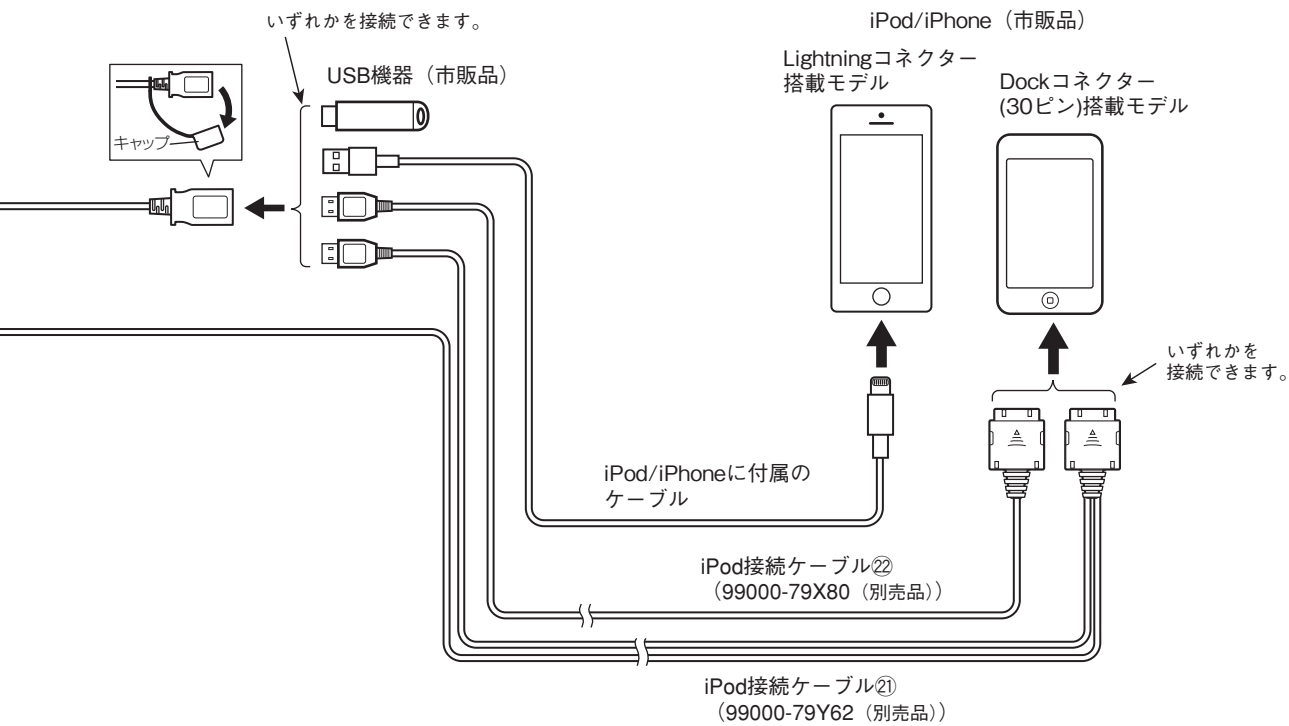 いずれかを接続できます。
iPod/iPhone（市販品）
Lightningコネクター
搭載モデル
USB機器（市販品）
Dockコネクター
(30ピン)搭載モデル
キャップ
いずれかを
接続できます。
iPod/iPhoneに付属の
ケーブル
iPod接続ケーブル㉒
（99000-79X80（別売品））
iPod接続ケーブル㉑
（99000-79Y62（別売品））